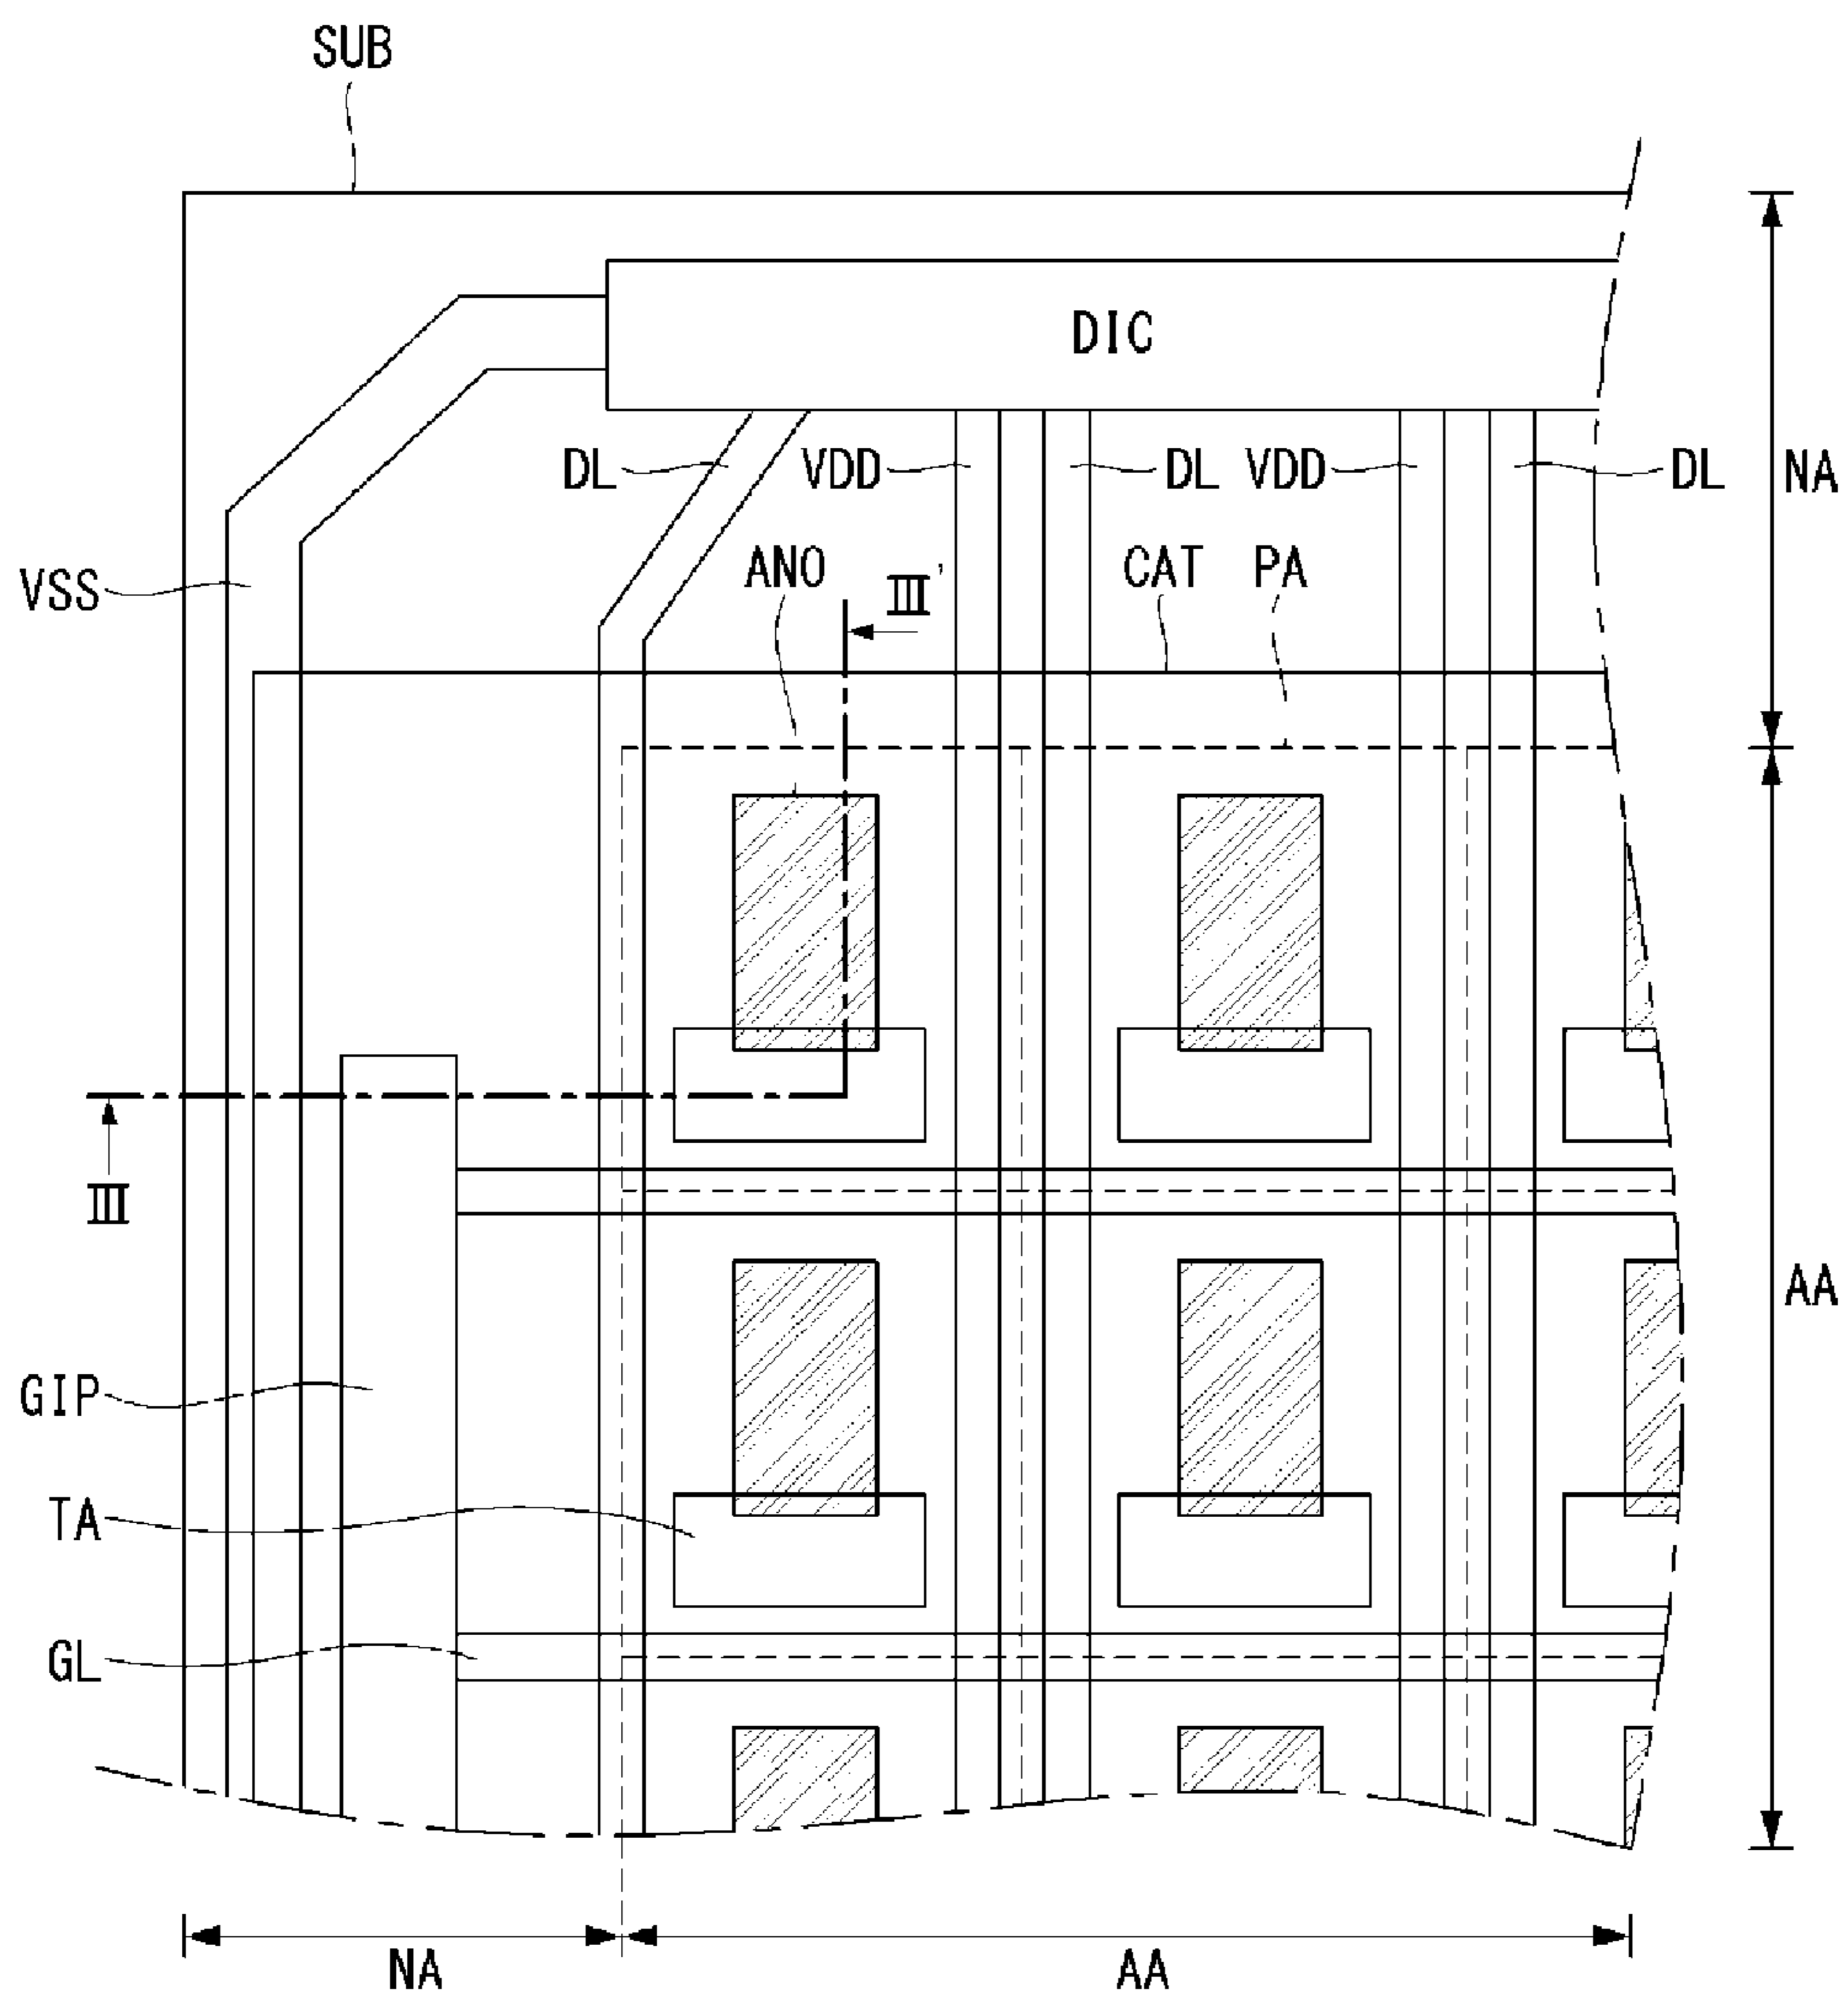 SUB
DIC
DL VDD DL VDD DL NA
ANO III' CAT PA
VSS
III
AA
GIP
TA
GL
NA AA